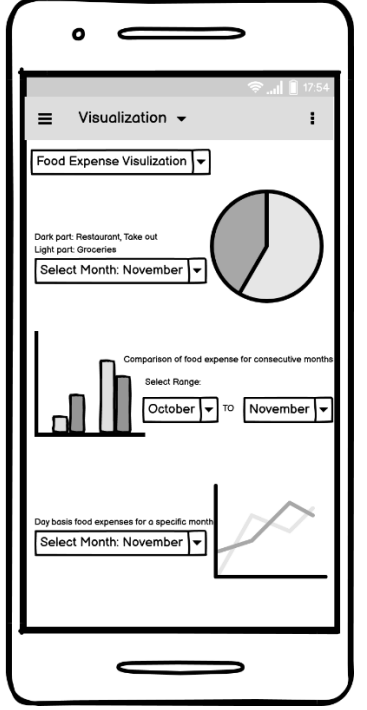 17:54
Visualization
Food Expense Visulization
Dark part: Restaurant, Take out
Light part: Groceries
Select Month: November
Comparison of food expense for consecutive months
Select Range:
October TO November
Day basis food expenses for a specific month
Select Month: November